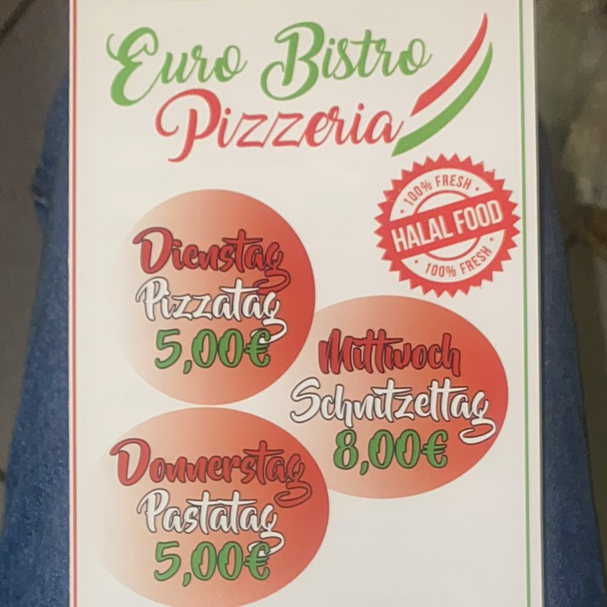 Euro Bistro
Pizzeria
100% FRESH
HALAL FOOD
100% FRESH
Dienstag
Pizzatag
5,00€
Mittwoch
Schnitzeltag
8,00€
Donnerstag
Pastatag
5,00€